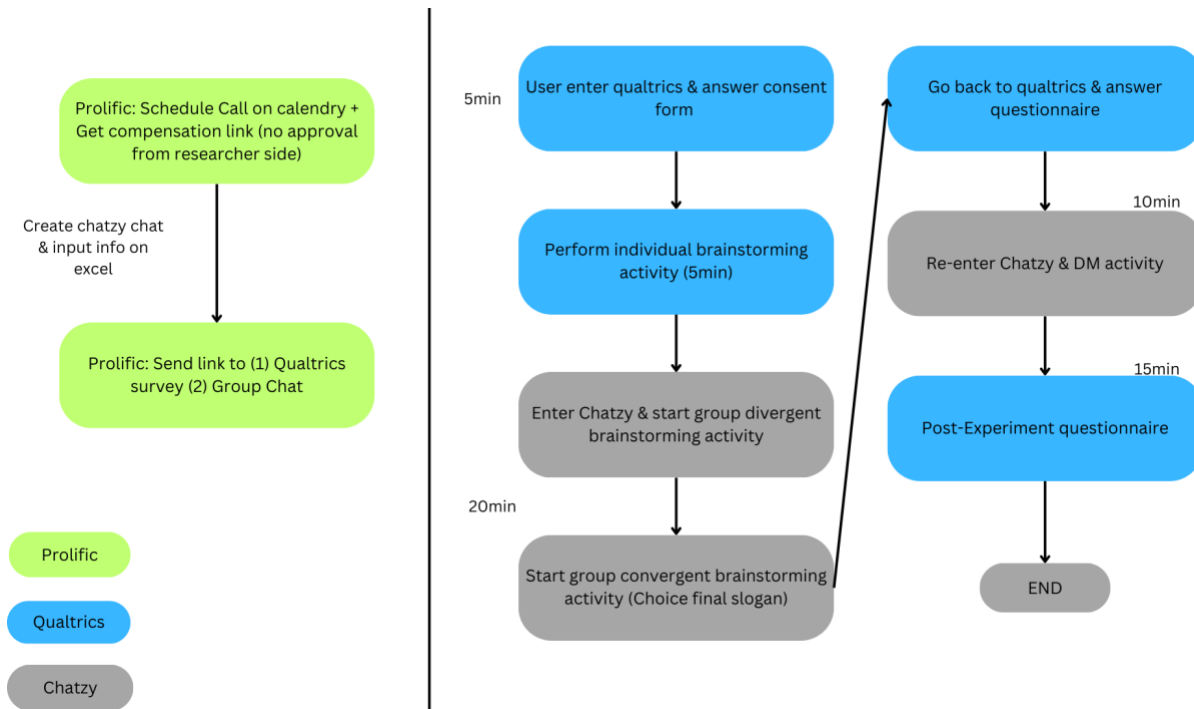 Prolific: Schedule Call on calendry +
Get compensation link (no approval
from researcher side)
Create chatzy chat
& input info on
excel
Prolific: Send link to (1) Qualtrics
survey (2) Group Chat
Prolific
Qualtrics
Chatzy
5min
User enter qualtrics & answer consent
form
Perform individual brainstorming
activity (5min)
Enter Chatzy & start group divergent
brainstorming activity
20min
Start group convergent brainstorming
activity (Choice final slogan)
Go back to qualtrics & answer
questionnaire
10min
Re-enter Chatzy & DM activity
15min
Post-Experiment questionnaire
END